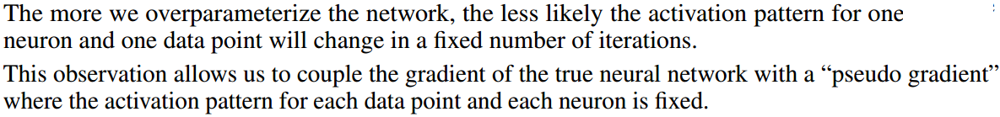 The more we overparameterize the network, the less likely the activation pattern for one
neuron and one data point will change in a fixed number of iterations.
This observation allows us to couple the gradient of the true neural network with a “pseudo gradient”
where the activation pattern for each data point and each neuron is fixed.